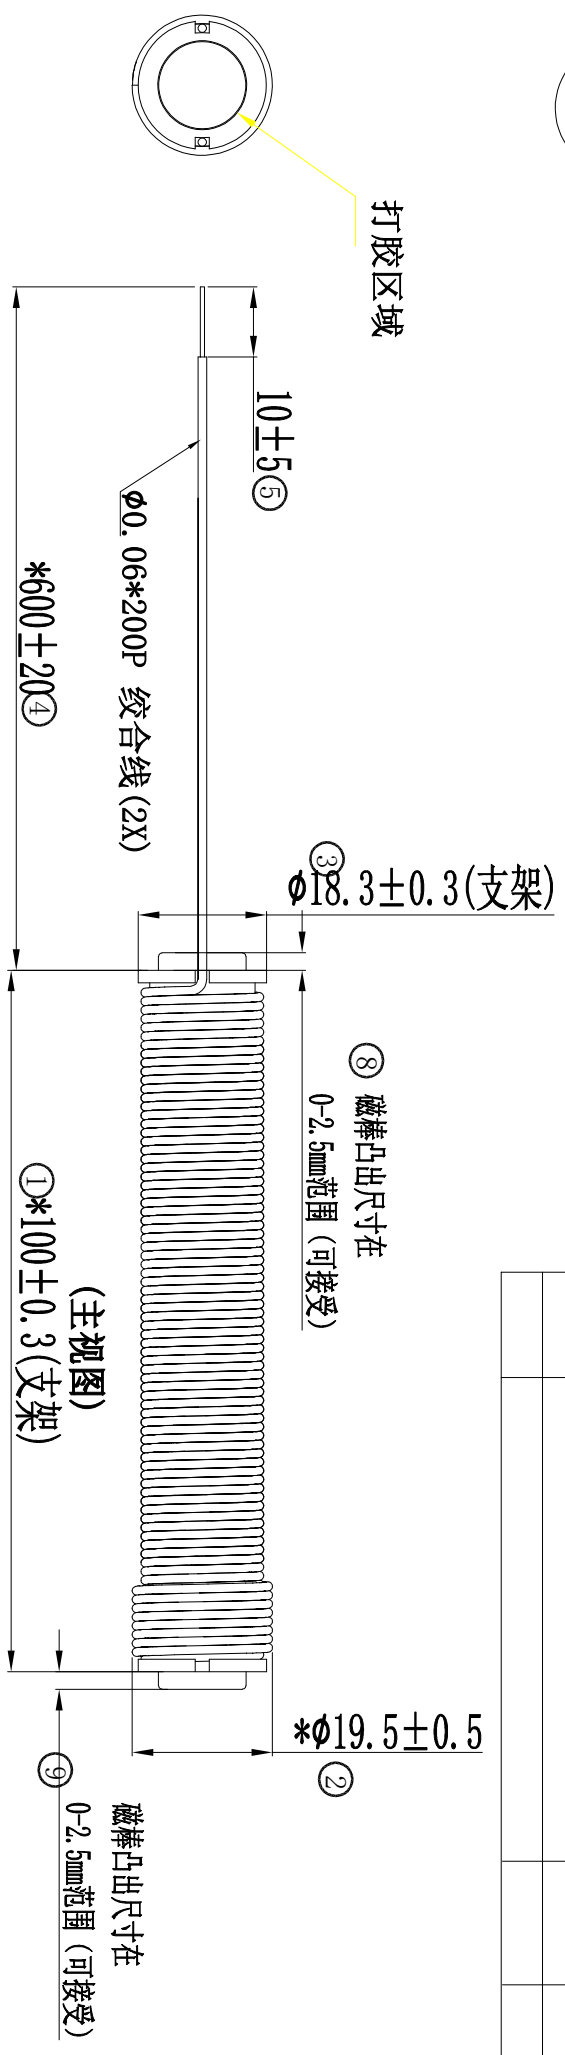 打胶区域
10±5⑤
ϕ0.06*200P 绞合线(2X)
*600±20④
③
ϕ18.3±0.3(支架)
⑧ 磁棒凸出尺寸在
0-2.5mm范围(可接受)
(主视图)
①*100±0.3(支架)
*ϕ19.5±0.5
②
⑨
磁棒凸出尺寸在
0-2.5mm范围(可接受)